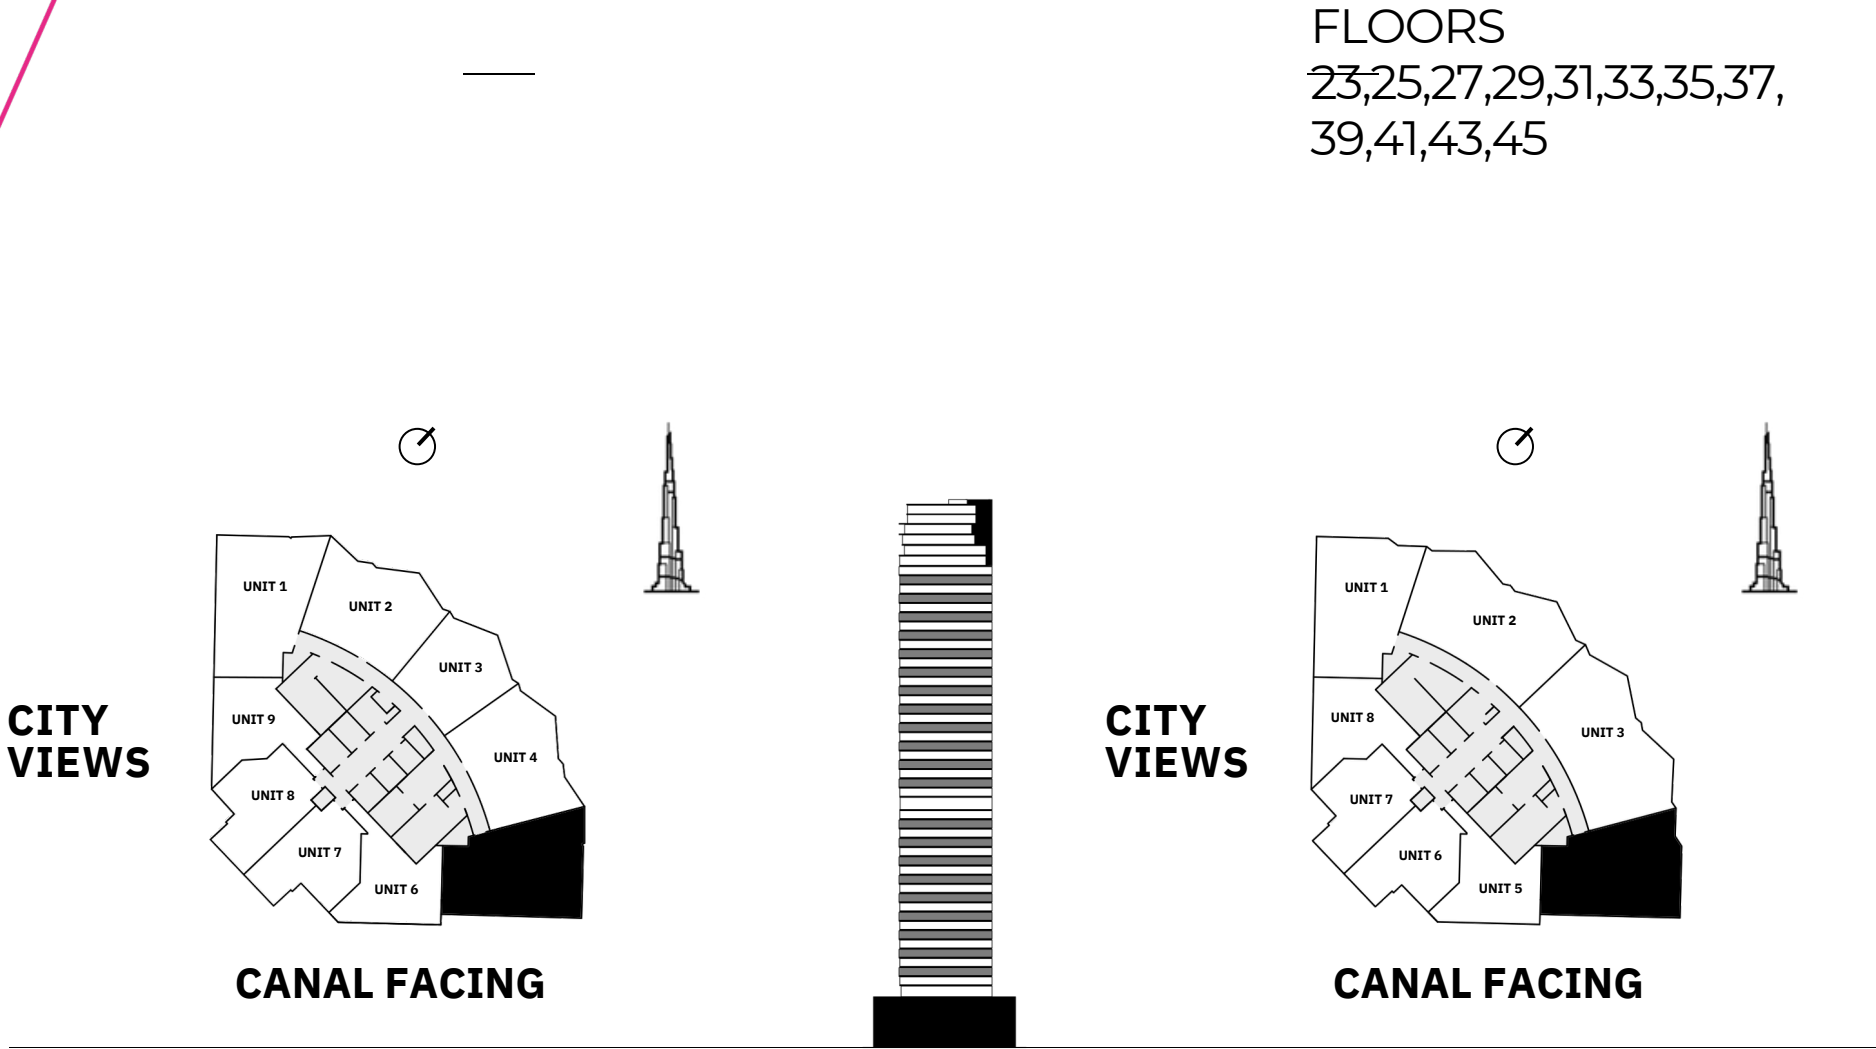 FLOORS
23,25,27,29,31,33,35,37,
39,41,43,45
UNIT 1
UNIT 2
UNIT 3
UNIT 4
UNIT 9
UNIT 8
UNIT 7
UNIT 6
CITY
VIEWS
CANAL FACING
UNIT 1
UNIT 2
UNIT 3
UNIT 8
UNIT 7
UNIT 6
UNIT 5
CITY
VIEWS
CANAL FACING